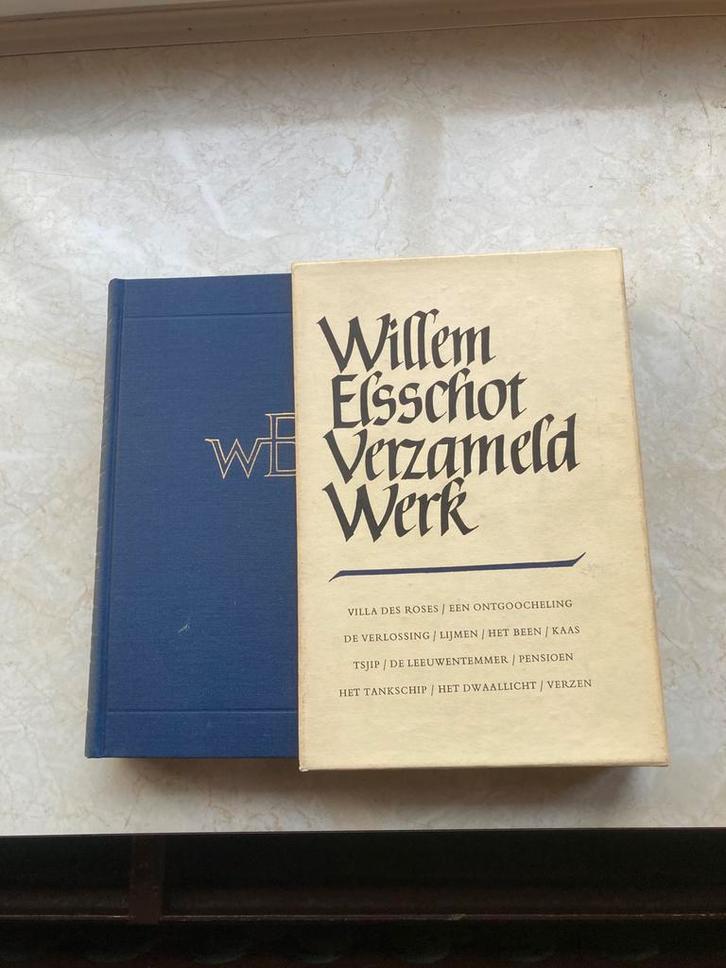 WE
Willem
Elsschot
Verzameld
Werk
VILLA DES ROSES / EEN ONTGOOCHELING
DE VERLOSSING / LIJMEN / HET BEEN / KAAS
TSJIP / DE LEEUWENTEMMER / PENSIOEN
HET TANKSCHIP / HET DWAALLICHT / VERZEN